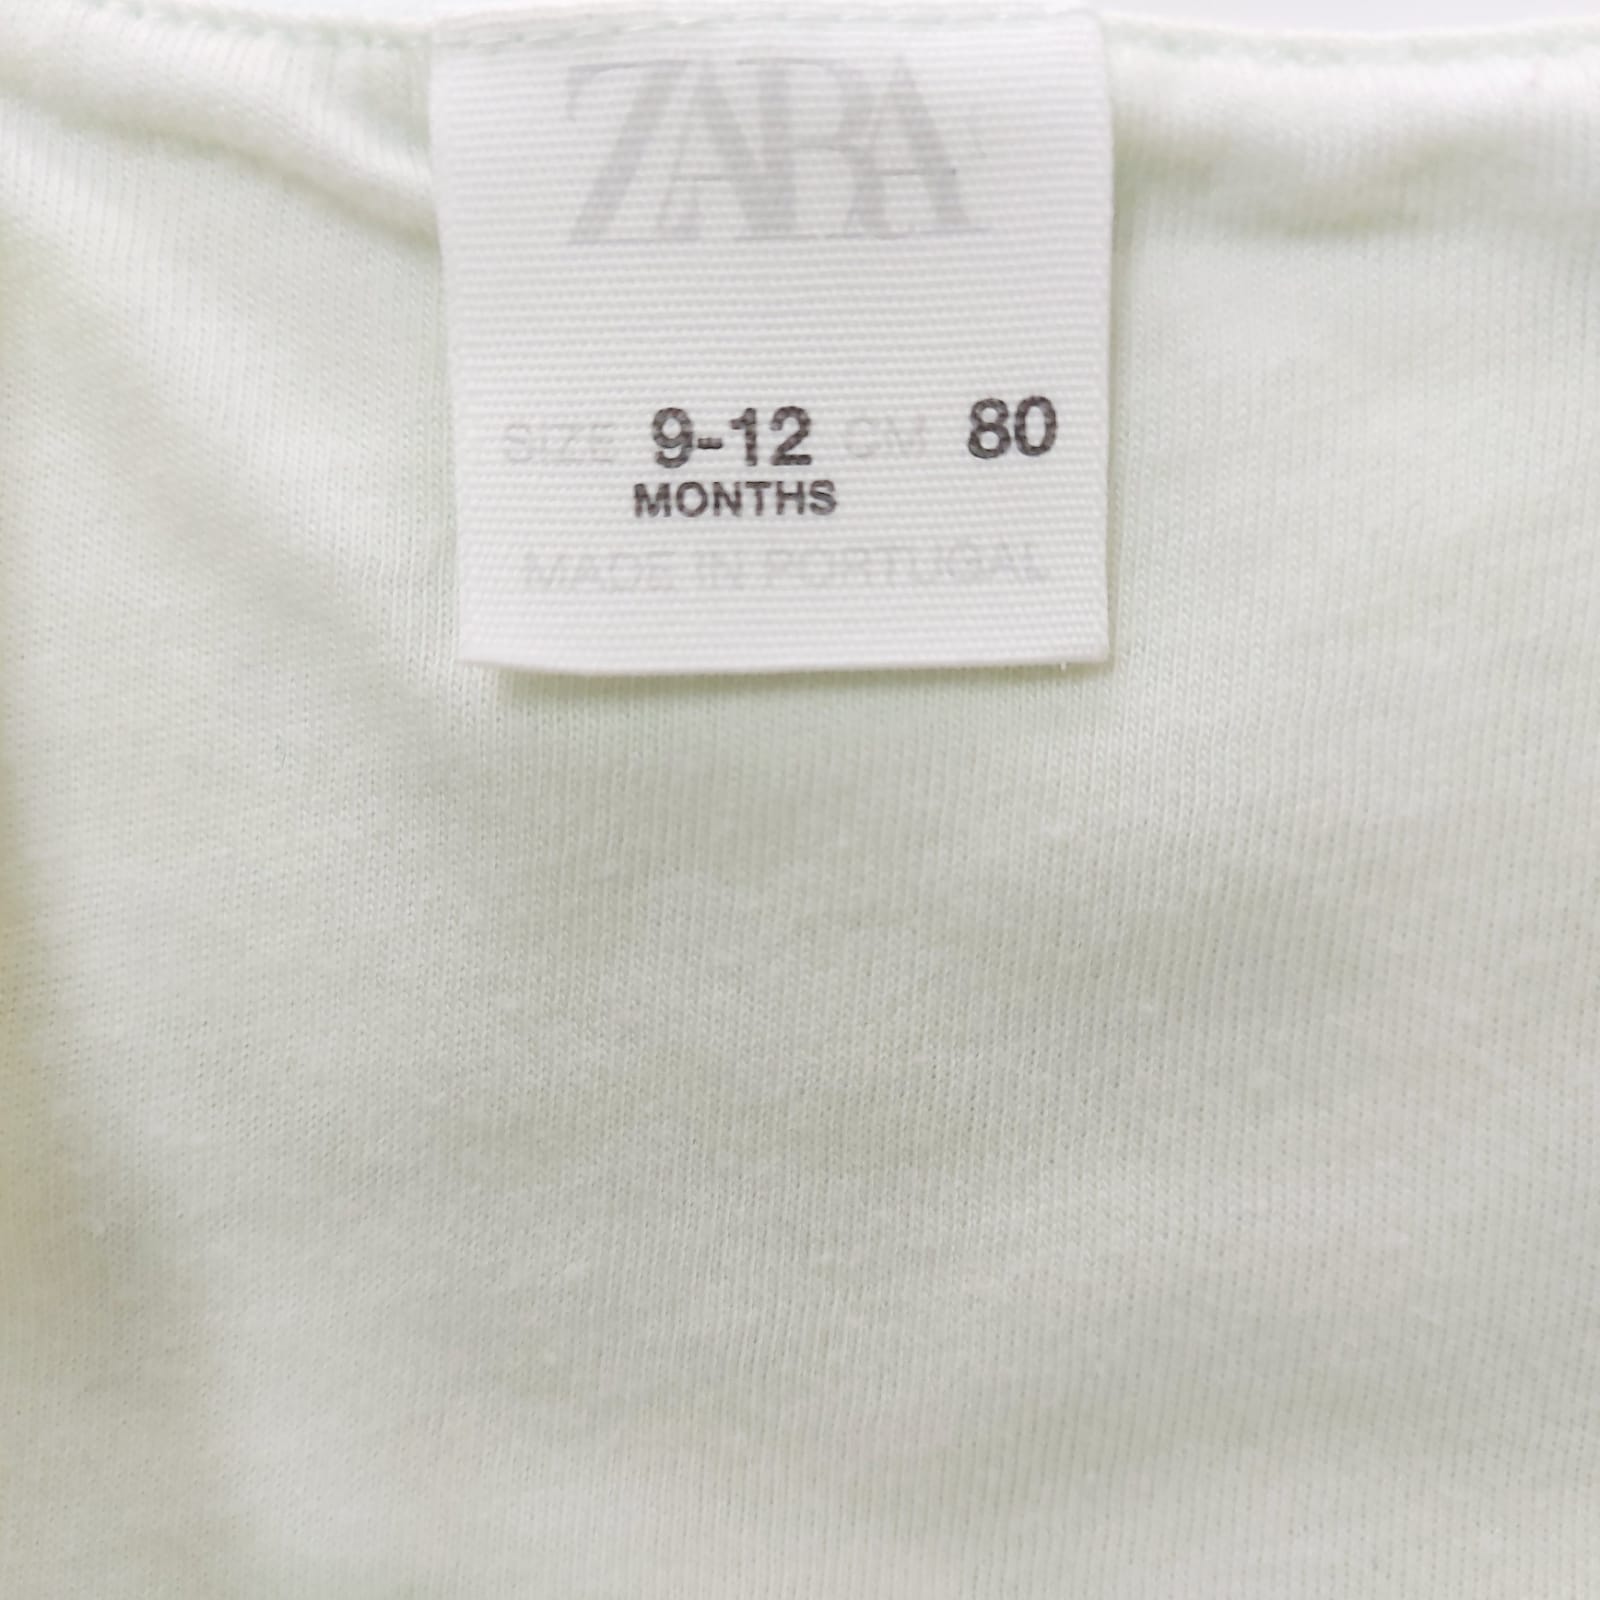 ZARA
SIZE 9-12 CM 80
MONTHS
MADE IN PORTUGAL